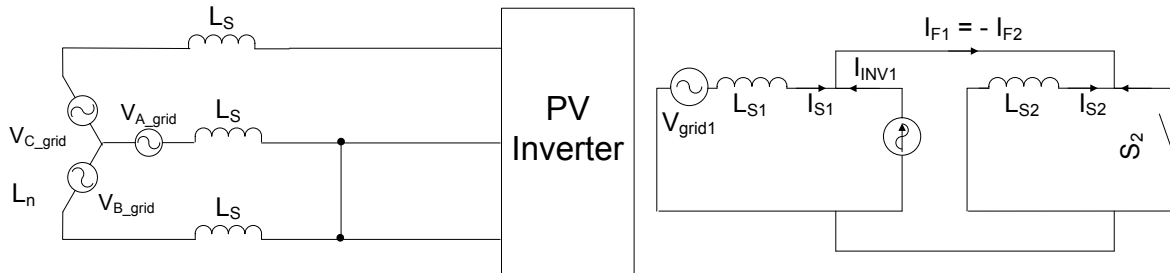 L_S
V_C_grid
V_A_grid
L_S
L_n
V_B_grid
L_S
PV
Inverter
I_F1 = - I_F2
I_INV1
L_S1
I_S1
V_grid1
L_S2
I_S2
S_2